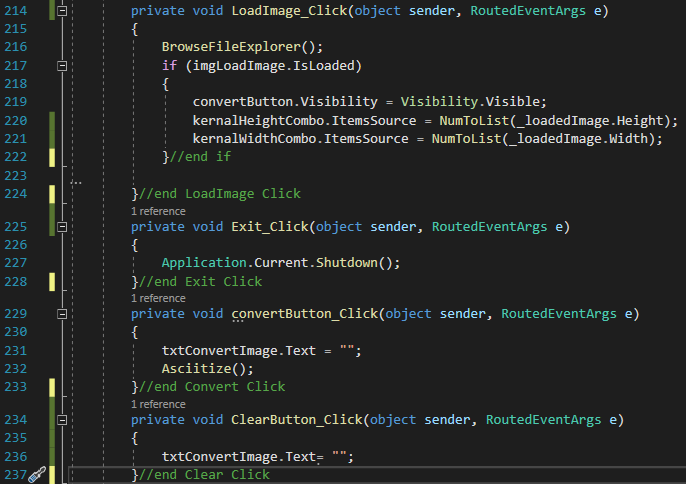 214 private void LoadImage_Click(object sender, RoutedEventArgs e)
215 {
216 BrowseFileExplorer();
217 if (imgLoadImage.IsLoaded)
218 {
219 convertButton.Visibility = Visibility.Visible;
220 kernalHeightCombo.ItemsSource = NumToList(_loadedImage.Height);
221 kernalWidthCombo.ItemsSource = NumToList(_loadedImage.Width);
222 }//end if
223
224 }//end LoadImage Click
1 reference
225 private void Exit_Click(object sender, RoutedEventArgs e)
226 {
227 Application.Current.Shutdown();
228 }//end Exit Click
1 reference
229 private void convertButton_Click(object sender, RoutedEventArgs e)
230 {
231 txtConvertImage.Text = "";
232 Asciitize();
233 }//end Convert Click
1 reference
234 private void ClearButton_Click(object sender, RoutedEventArgs e)
235 {
236 txtConvertImage.Text= "";
237 }//end Clear Click